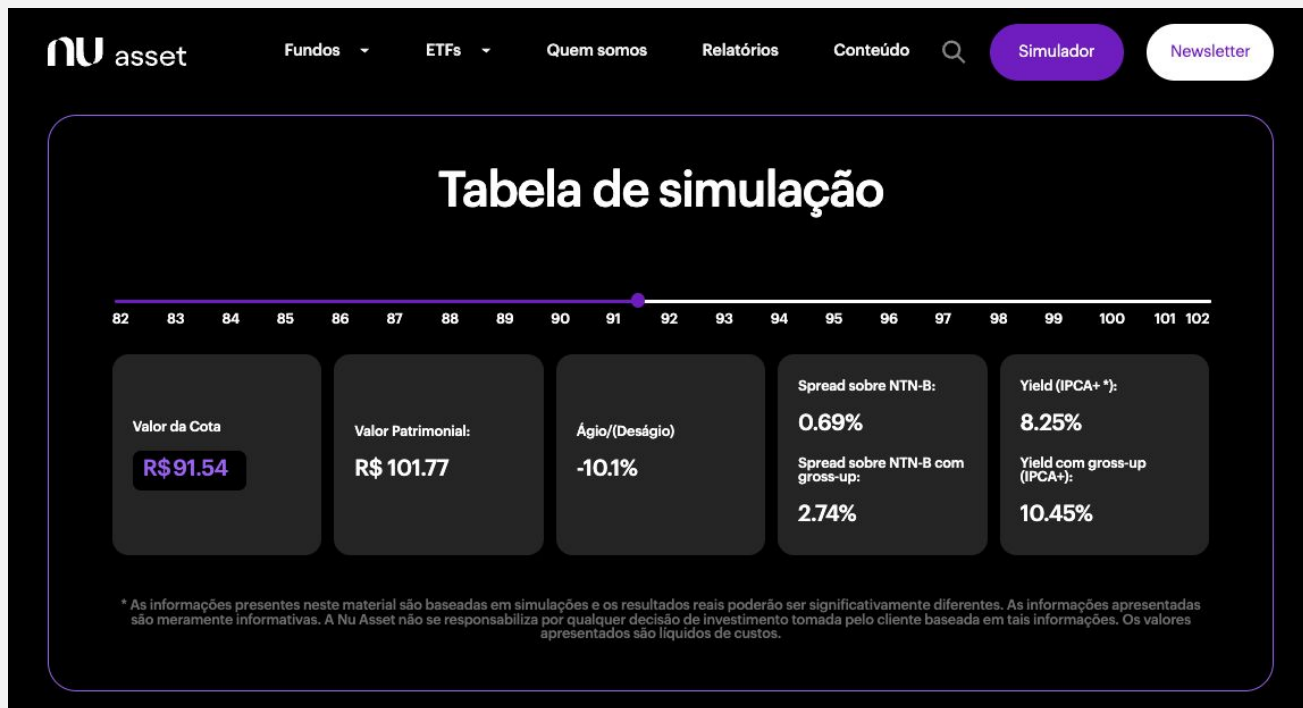 nu asset
Fundos
ETFs
Quem somos
Relatórios
Conteúdo
Simulador
Newsletter
Tabela de simulação
82 83 84 85 86 87 88 89 90 91 92 93 94 95 96 97 98 99 100 101 102
Valor da Cota
R$91.54
Valor Patrimonial:
R$ 101.77
Ágio/(Deságio)
-10.1%
Spread sobre NTN-B:
0.69%
Spread sobre NTN-B com
gross-up:
2.74%
Yield (IPCA+ *):
8.25%
Yield com gross-up
(IPCA+):
10.45%
* As informações presentes neste material são baseadas em simulações e os resultados reais poderão ser significativamente diferentes. As informações apresentadas
são meramente informativas. A Nu Asset não se responsabiliza por qualquer decisão de investimento tomada pelo cliente baseada em tais informações. Os valores
apresentados são líquidos de custos.